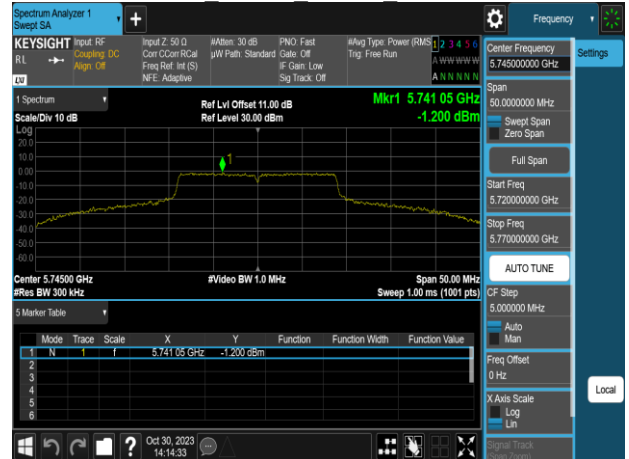 Spectrum Analyzer 1
Swept SA
+
Frequency
KEYSIGHT
RL
LXI
Input: RF
Coupling: DC
Align: Off
Input Z: 50 Ω
Corr CCorr RCal
Freq Ref: Int (S)
NFE: Adaptive
#Atten: 30 dB
µW Path: Standard
PNO: Fast
Gate: Off
IF Gain: Low
Sig Track: Off
#Avg Type: Power (RMS
Trig: Free Run
1 2 3 4 5 6
A W W W W W
A N N N N N
1 Spectrum
Scale/Div 10 dB
Ref Lvl Offset 11.00 dB
Ref Level 30.00 dBm
Mkr1 5.741 05 GHz
-1.200 dBm
Log
20.0
10.0
0.00
-10.0
-20.0
-30.0
-40.0
-50.0
-60.0
1
Center 5.74500 GHz
#Res BW 300 kHz
#Video BW 1.0 MHz
Span 50.00 MHz
Sweep 1.00 ms (1001 pts)
5 Marker Table
Mode Trace Scale X Y Function Function Width Function Value
1 N 1 f 5.741 05 GHz -1.200 dBm
2
3
4
5
6
Oct 30, 2023
14:14:33
?
Center Frequency
5.745000000 GHz
Settings
Span
50.0000000 MHz
Swept Span
Zero Span
Full Span
Start Freq
5.720000000 GHz
Stop Freq
5.770000000 GHz
AUTO TUNE
CF Step
5.000000 MHz
Auto
Man
Freq Offset
0 Hz
X Axis Scale
Log
Lin
Local
Signal Track
(Span Zoom)